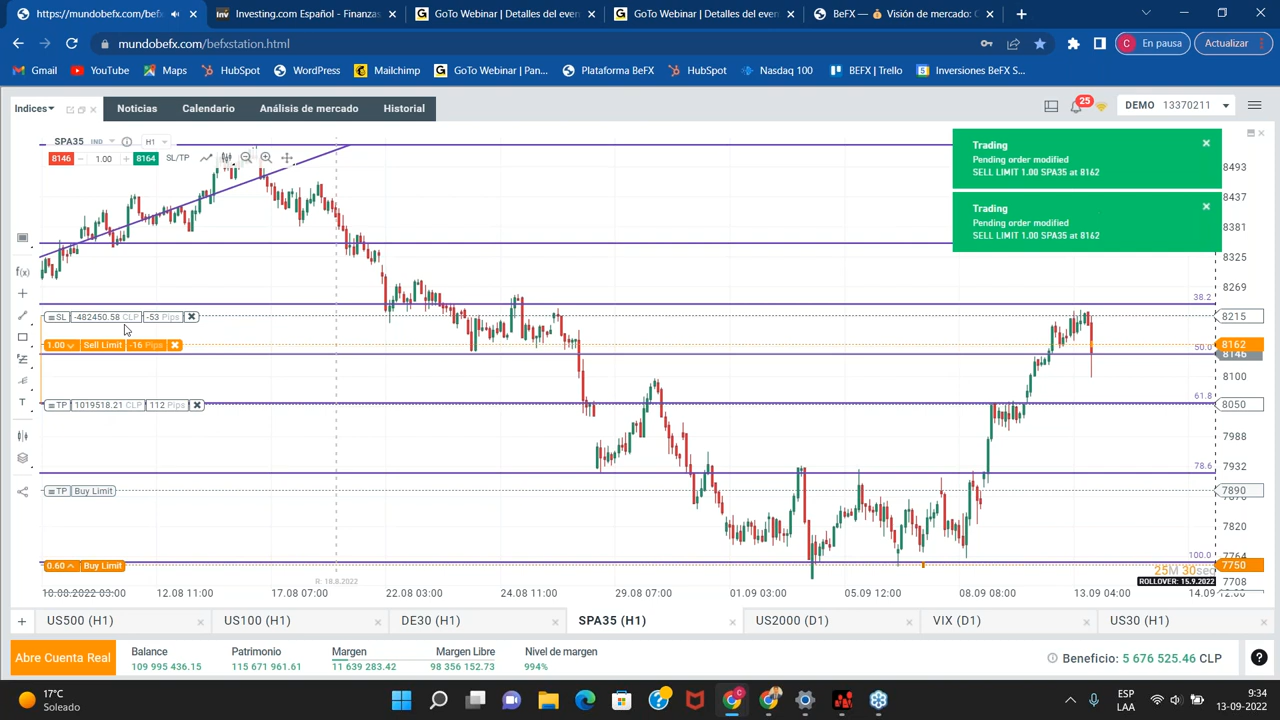 https://mundobefx.com/byf
Investing.com Español - Finanzas
GoTo Webinar | Detalles del even
GoTo Webinar | Detalles del even
BeFX — 💰 Visión de mercado: C
mundobefx.com/befxstation.html
C En pausa
Actualizar
Gmail YouTube Maps HubSpot WordPress Mailchimp GoTo Webinar | Pan... Plataforma BeFX HubSpot Nasdaq 100 BEFX | Trello Inversiones BeFX S...
Indices Noticias Calendario Análisis de mercado Historial
25 DEMO 13370211
SPA35 IND H1
8146 1.00 8164 SL/TP
Trading
Pending order modified
SELL LIMIT 1.00 SPA35 at 8162
Trading
Pending order modified
SELL LIMIT 1.00 SPA35 at 8162
8493
8437
8381
8325
8269
38.2
SL -482450.58 CLP -53 Pips 8215
1.00 Sell Limit -16 Pips 8162
50.0 8146
8100
61.8
TP 1019518.21 CLP 112 Pips 8050
7988
78.6 7932
TP Buy Limit 7890
7820
100.0 7764
0.60 Buy Limit 7750
25M 30sec
R: 18.8.2022
ROLLOVER: 15.9.2022 7708
10.08.2022 03:00 12.08 11:00 17.08 07:00 22.08 03:00 24.08 11:00 29.08 07:00 01.09 03:00 05.09 12:00 08.09 08:00 13.09 04:00 14.09 12:00
US500 (H1) US100 (H1) DE30 (H1) SPA35 (H1) US2000 (D1) VIX (D1) US30 (H1)
Abre Cuenta Real
Balance Patrimonio Margen Margen Libre Nivel de margen
109 995 436.15 115 671 961.61 11 639 283.42 98 356 152.73 994%
Beneficio: 5 676 525.46 CLP
17°C
Soleado
ESP
LAA
9:34
13-09-2022